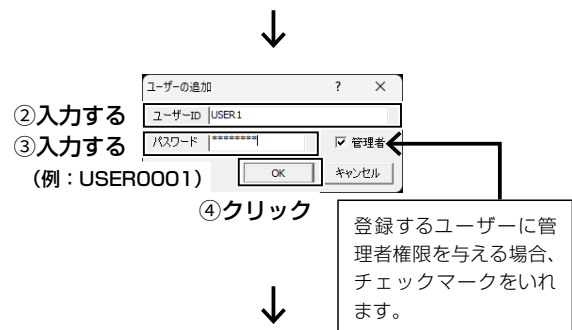 ユーザーの追加 ? ×
②入力する ユーザーID USER1
③入力する パスワード ******** 管理者
（例：USER0001） OK キャンセル
④クリック
登録するユーザーに管
理者権限を与える場合、
チェックマークをいれ
ます。